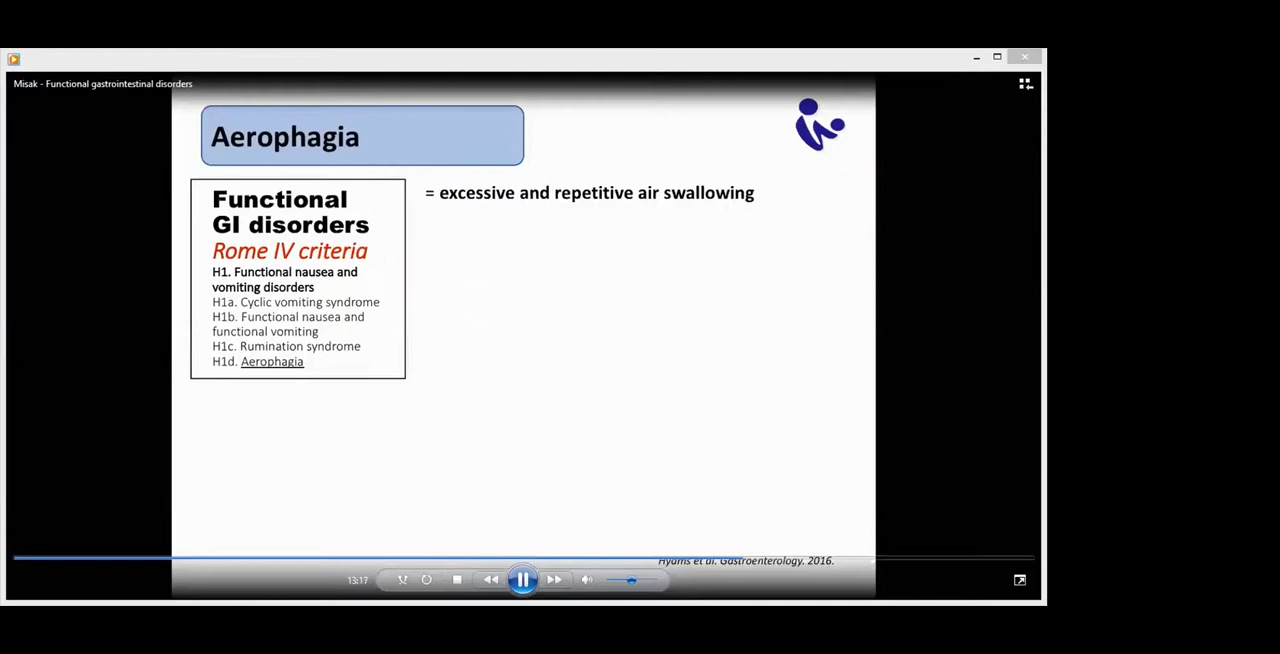 Misak - Functional gastrointestinal disorders
Aerophagia
Functional
GI disorders
Rome IV criteria
H1. Functional nausea and
vomiting disorders
H1a. Cyclic vomiting syndrome
H1b. Functional nausea and
functional vomiting
H1c. Rumination syndrome
H1d. Aerophagia
= excessive and repetitive air swallowing
Hyams et al. Gastroenterology. 2016.
13:17